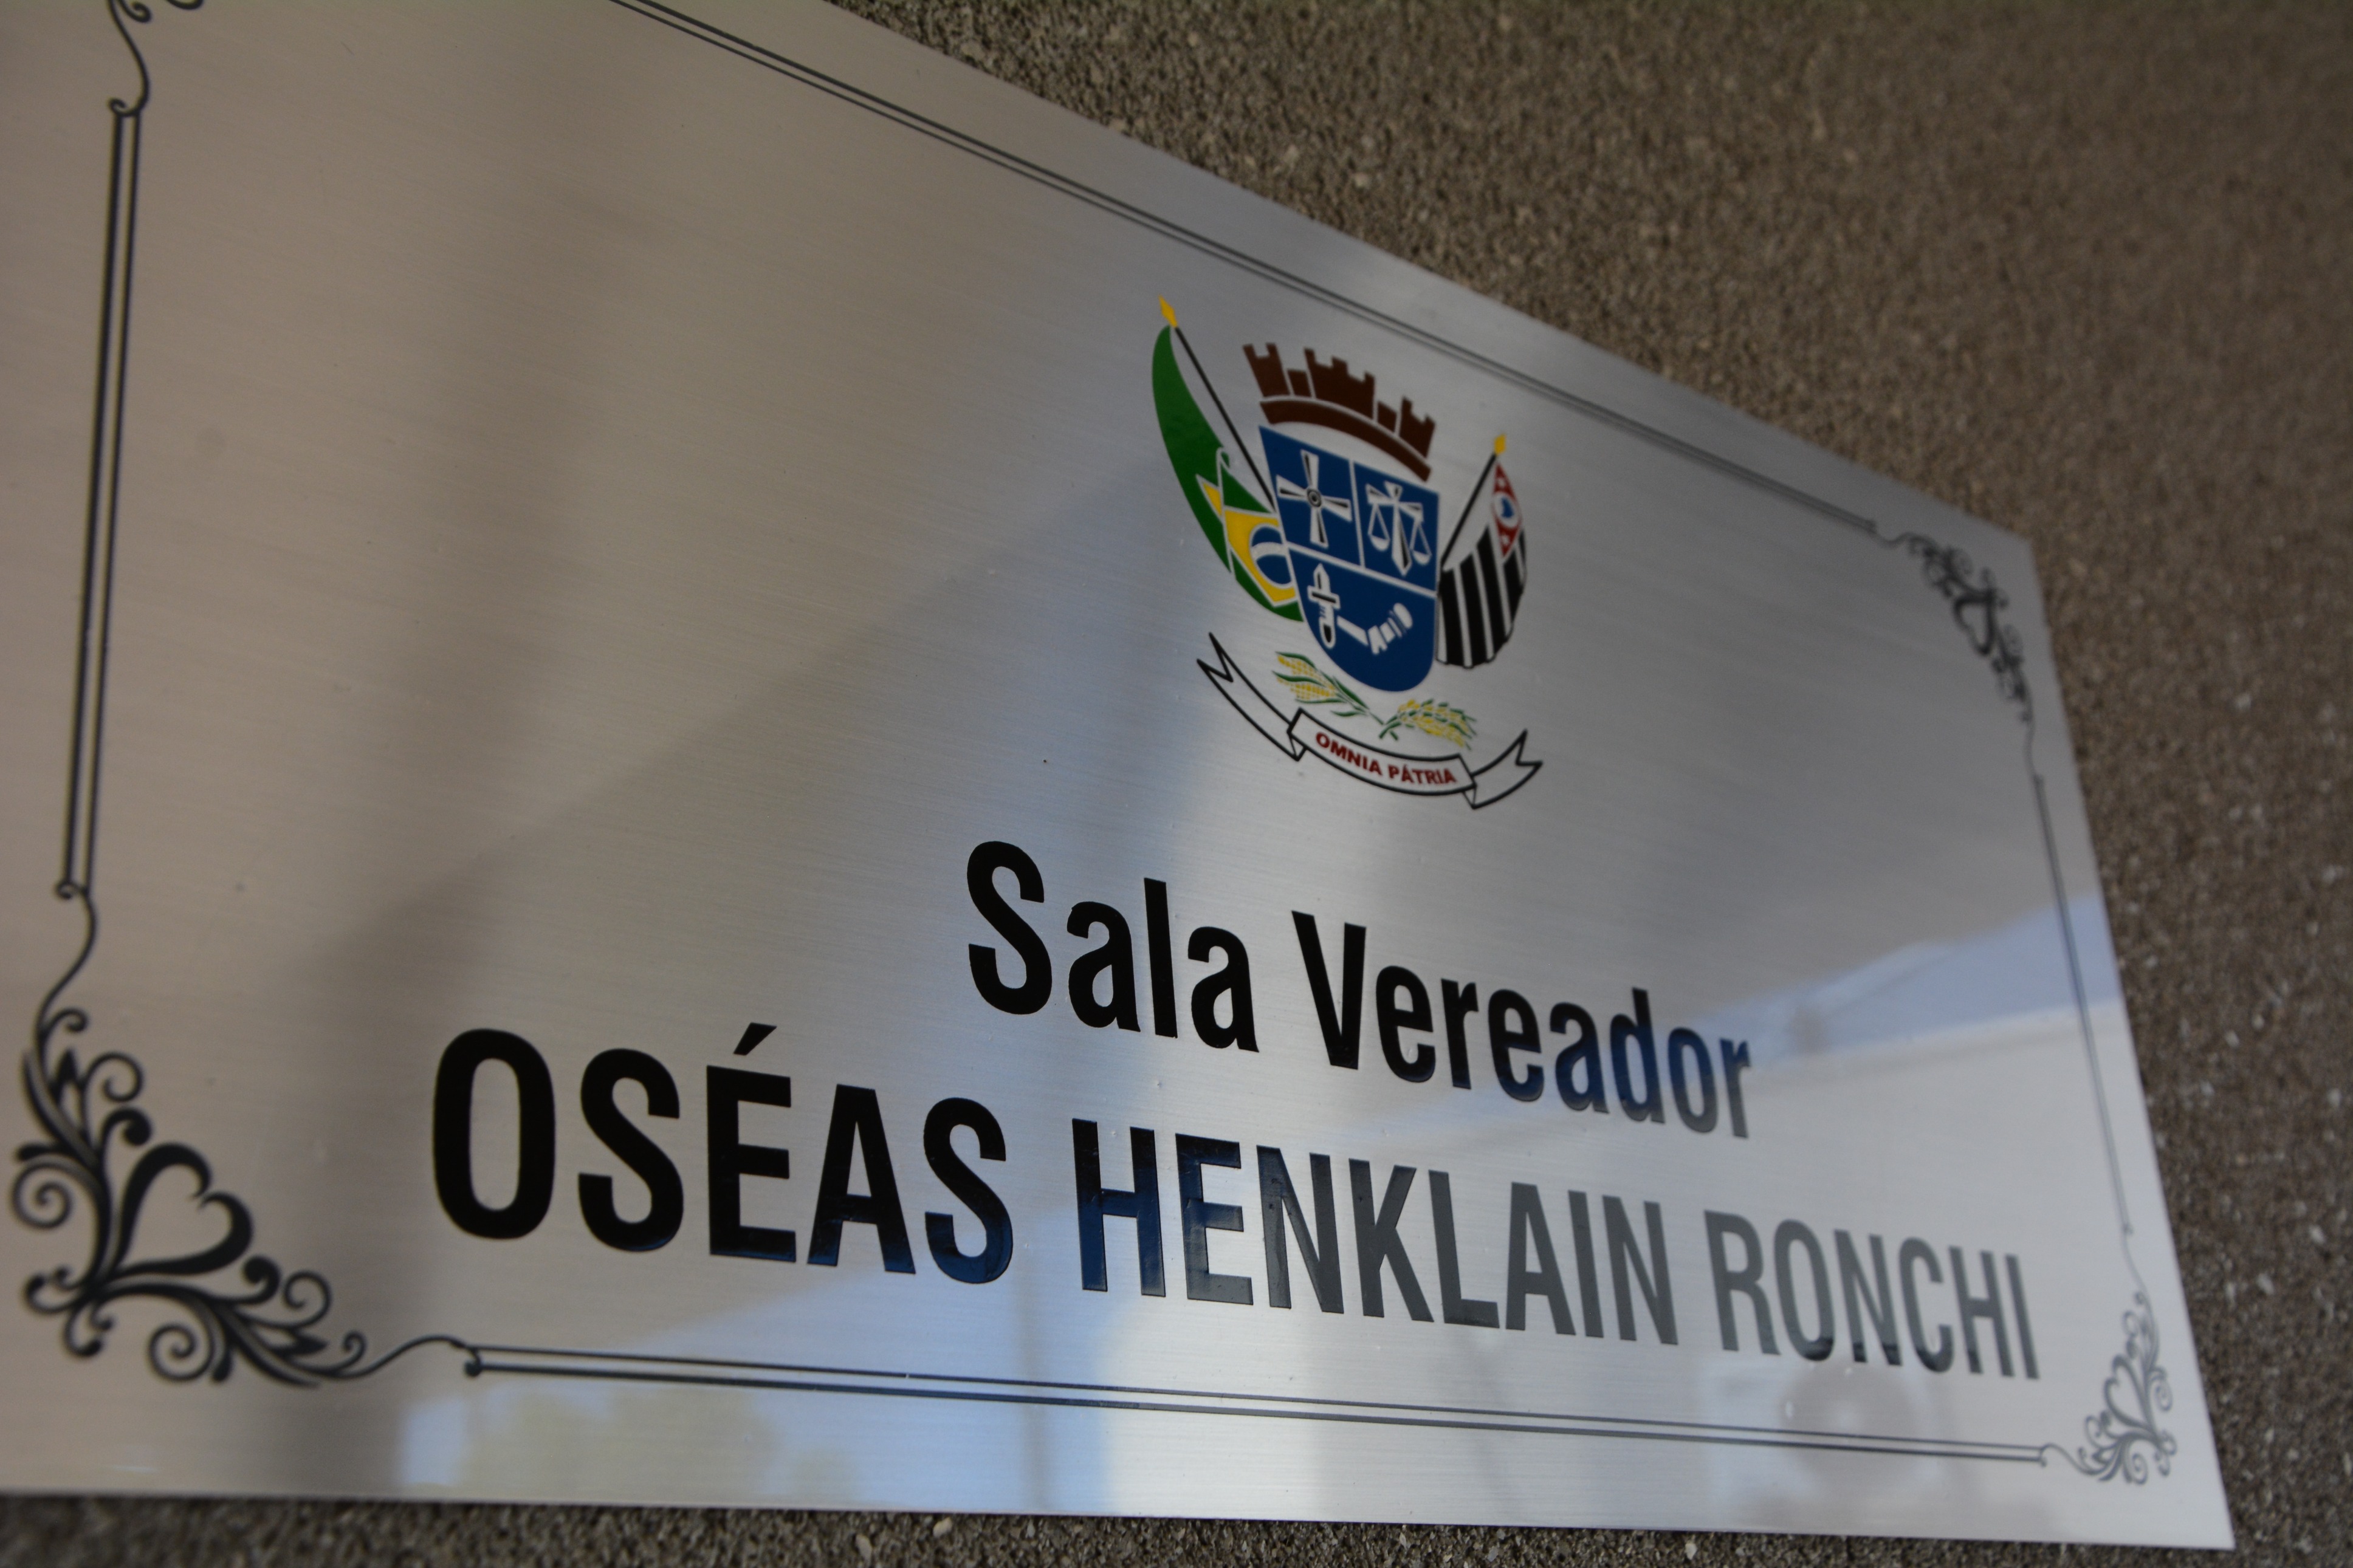 OMNIA PÁTRIA
Sala Vereador
OSÉAS HENKLAIN RONCHI